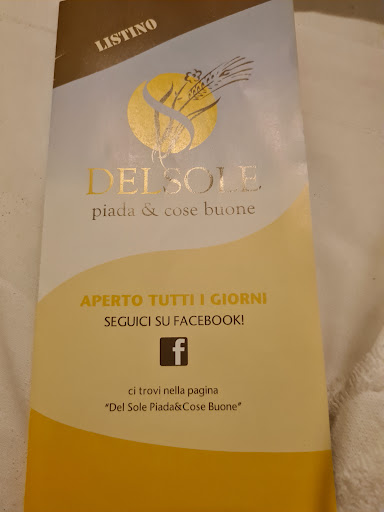 LISTINO
DELSOLE
piada & cose buone
APERTO TUTTI I GIORNI
SEGUICI SU FACEBOOK!
f
ci trovi nella pagina
"Del Sole Piada&Cose Buone"